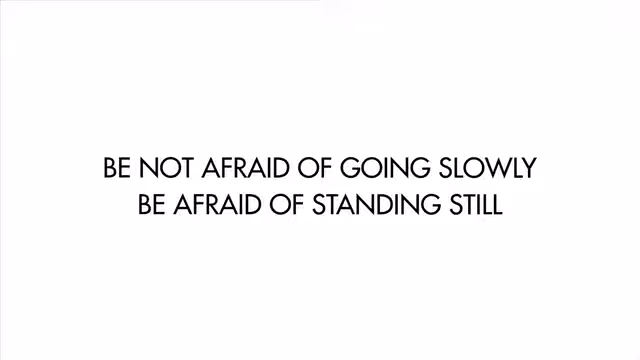 BE NOT AFRAID OF GOING SLOWLY
BE AFRAID OF STANDING STILL